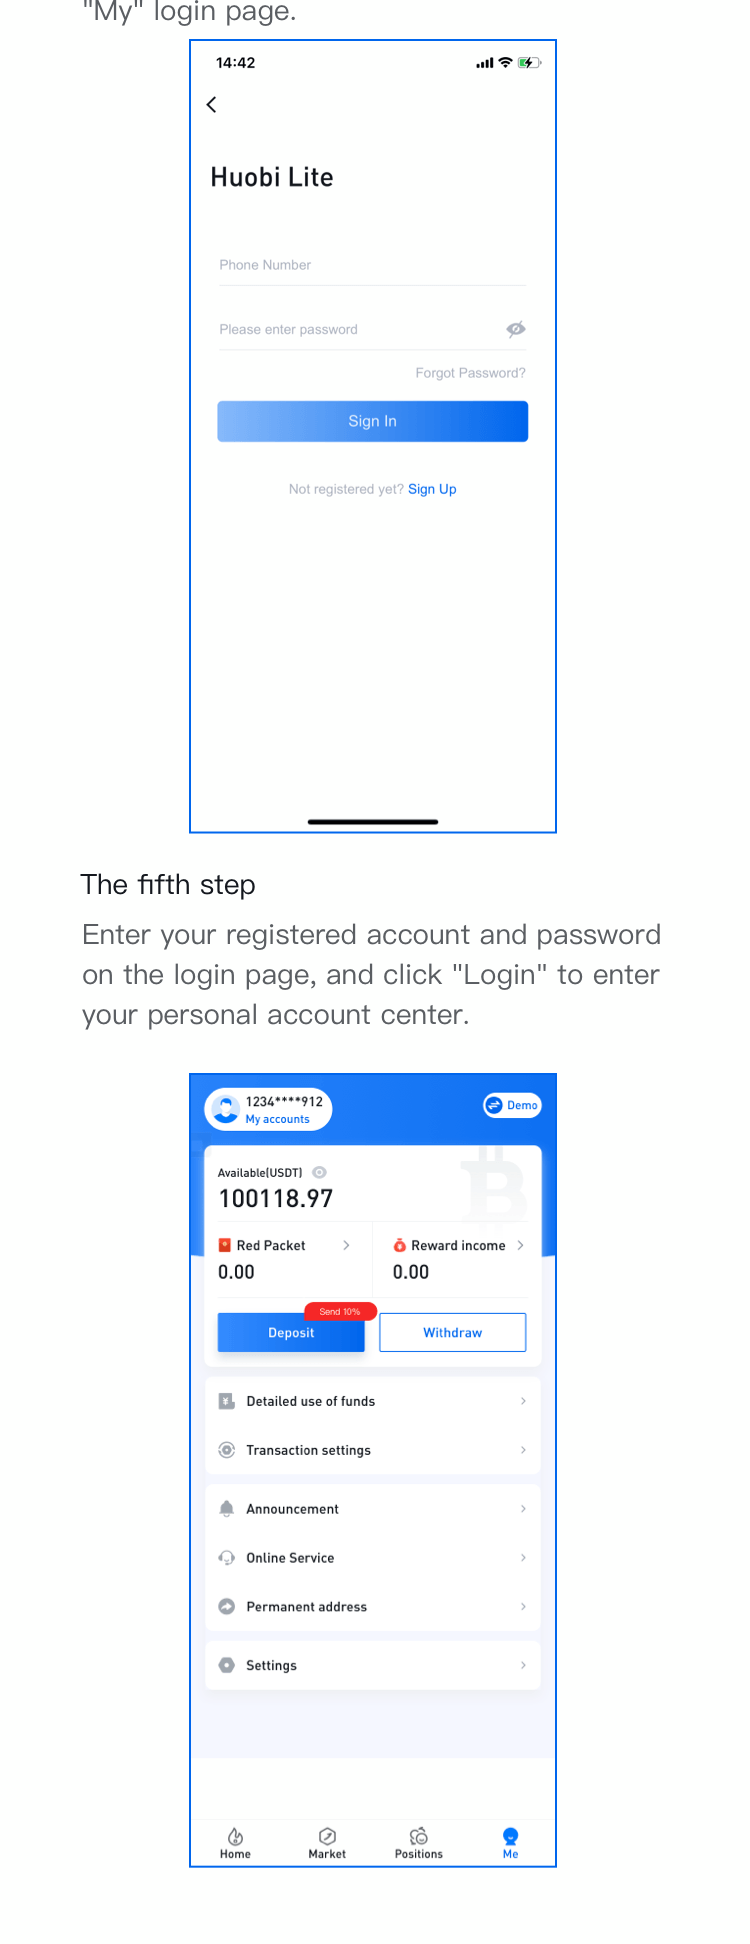 "My" login page.
14:42
Huobi Lite
Phone Number
Please enter password
Forgot Password?
Sign In
Not registered yet? Sign Up
The fifth step
Enter your registered account and password
on the login page, and click "Login" to enter
your personal account center.
1234****912
My accounts
Demo
Available(USDT)
100118.97
Red Packet
Reward income
0.00
0.00
Send 10%
Deposit
Withdraw
Detailed use of funds
Transaction settings
Announcement
Online Service
Permanent address
Settings
Home
Market
Positions
Me